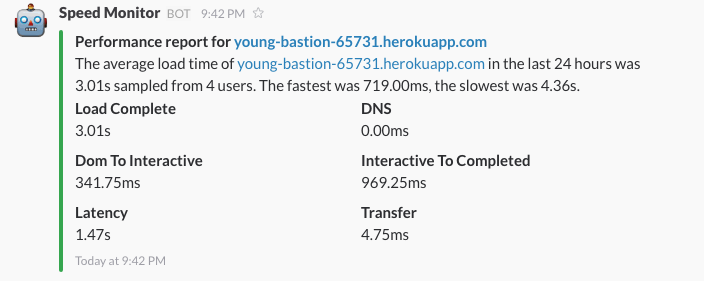 Speed Monitor BOT 9:42 PM
Performance report for young-bastion-65731.herokuapp.com
The average load time of young-bastion-65731.herokuapp.com in the last 24 hours was
3.01s sampled from 4 users. The fastest was 719.00ms, the slowest was 4.36s.
Load Complete DNS
3.01s 0.00ms
Dom To Interactive Interactive To Completed
341.75ms 969.25ms
Latency Transfer
1.47s 4.75ms
Today at 9:42 PM